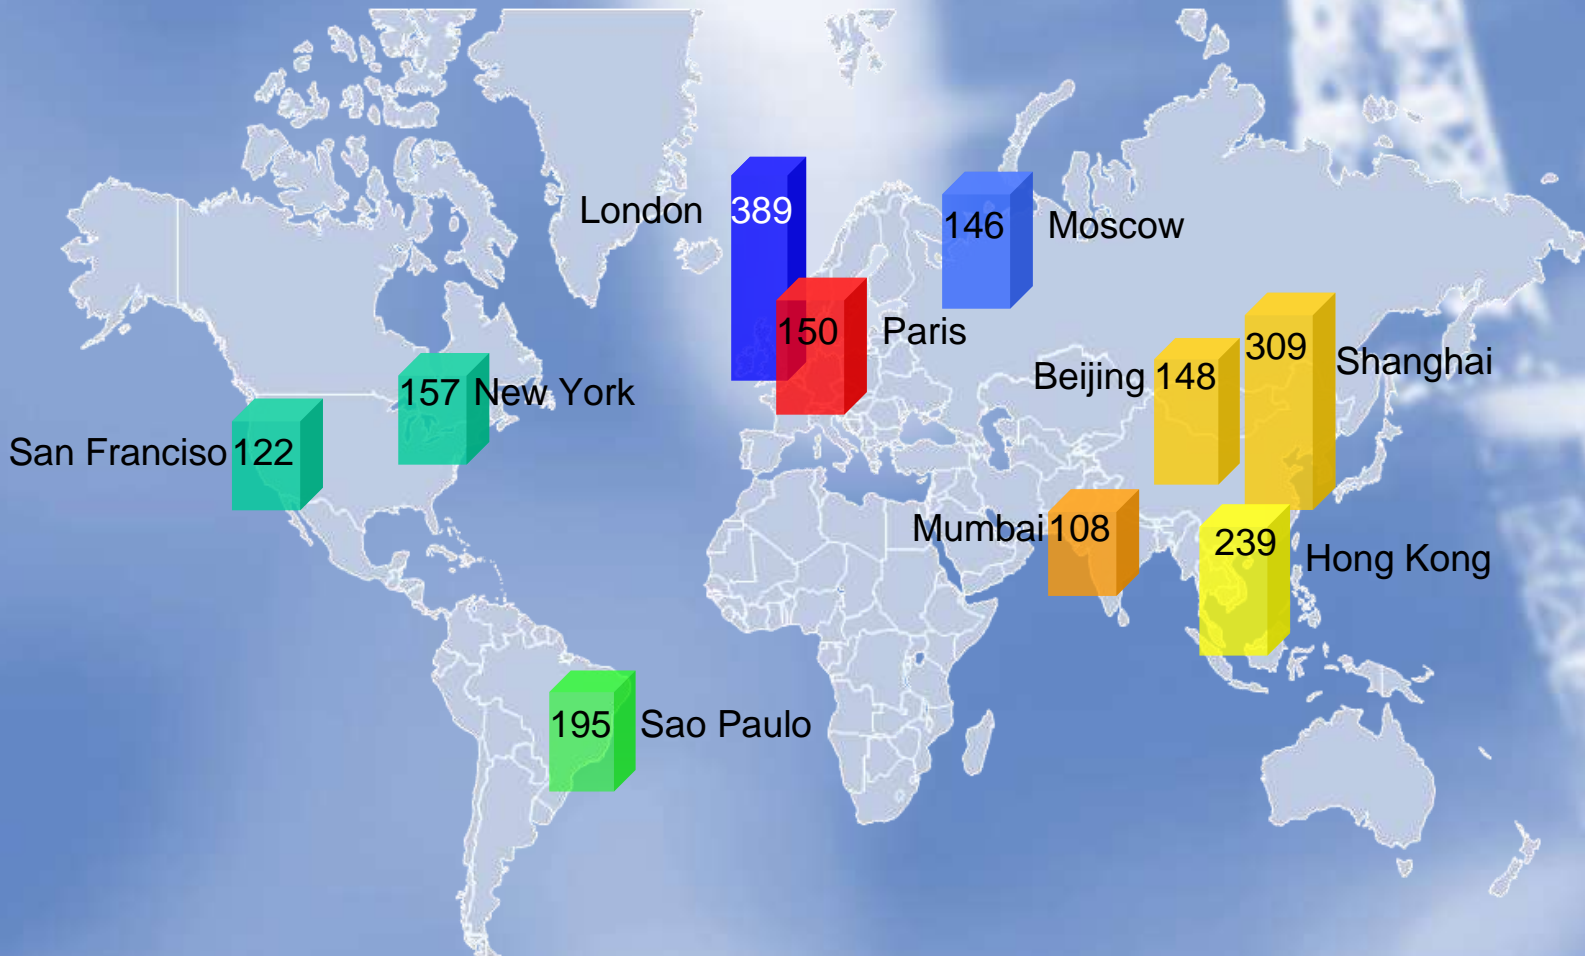 London 389
146 Moscow
150 Paris
309 Shanghai
Beijing 148
157 New York
San Franciso 122
Mumbai 108
239 Hong Kong
195 Sao Paulo